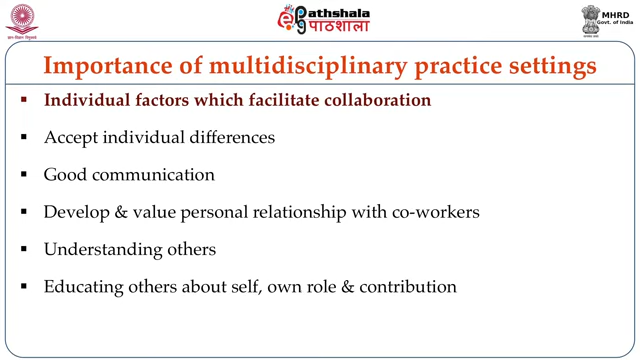 Pathshala
पाठशाला
MHRD
Govt. of India
Importance of multidisciplinary practice settings
▪ Individual factors which facilitate collaboration
▪ Accept individual differences
▪ Good communication
▪ Develop & value personal relationship with co-workers
▪ Understanding others
▪ Educating others about self, own role & contribution